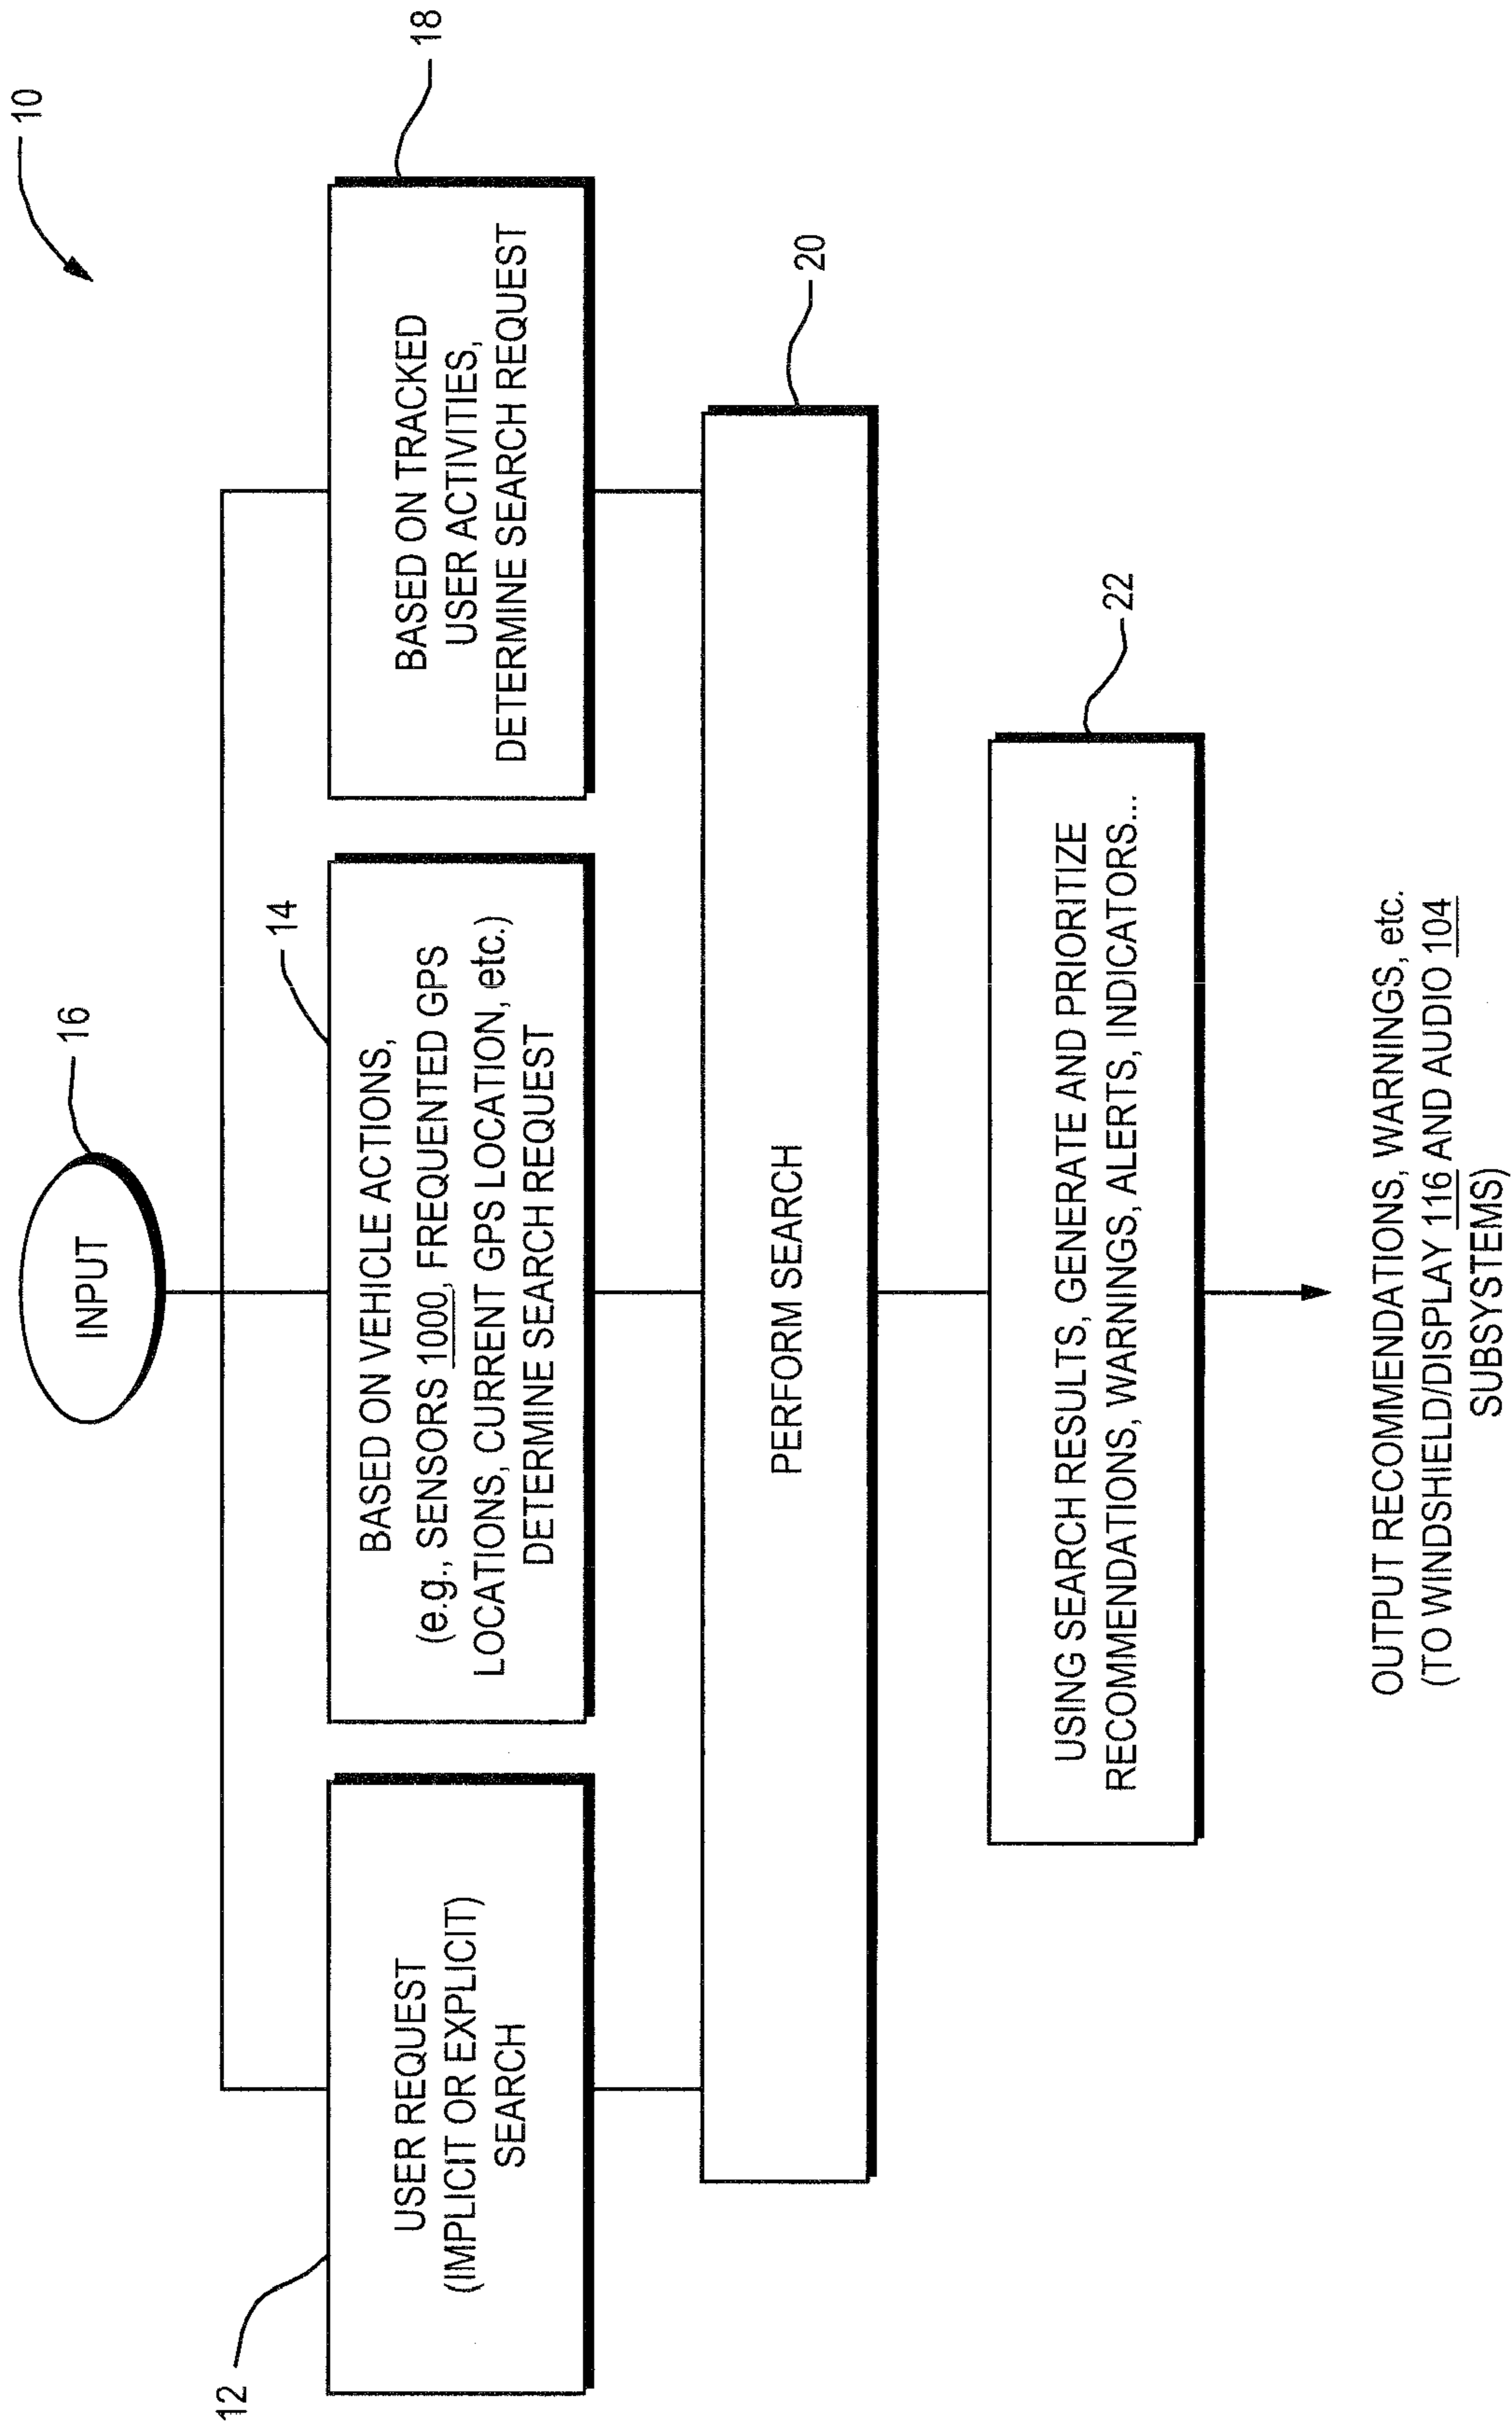 10
16
INPUT
12
USER REQUEST
(IMPLICIT OR EXPLICIT)
SEARCH
14
BASED ON VEHICLE ACTIONS,
(e.g., SENSORS 1000, FREQUENTED GPS
LOCATIONS, CURRENT GPS LOCATION, etc.)
DETERMINE SEARCH REQUEST
18
BASED ON TRACKED
USER ACTIVITIES,
DETERMINE SEARCH REQUEST
20
PERFORM SEARCH
22
USING SEARCH RESULTS, GENERATE AND PRIORITIZE
RECOMMENDATIONS, WARNINGS, ALERTS, INDICATORS...
OUTPUT RECOMMENDATIONS, WARNINGS, etc.
(TO WINDSHIELD/DISPLAY 116 AND AUDIO 104
SUBSYSTEMS)